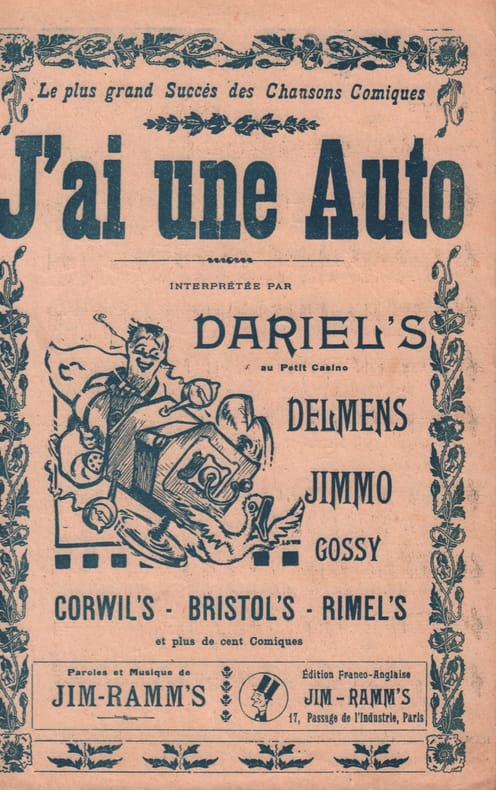 Le plus grand Succès des Chansons Comiques
J'ai une Auto
INTERPRÉTÉE PAR
DARIEL'S
au Petit Casino
DELMENS
JIMMO
GOSSY
CORWIL'S - BRISTOL'S - RIMEL'S
et plus de cent Comiques
Paroles et Musique de
JIM-RAMM'S
Édition Franco-Anglaise
JIM-RAMM'S
17, Passage de l'Industrie, Paris